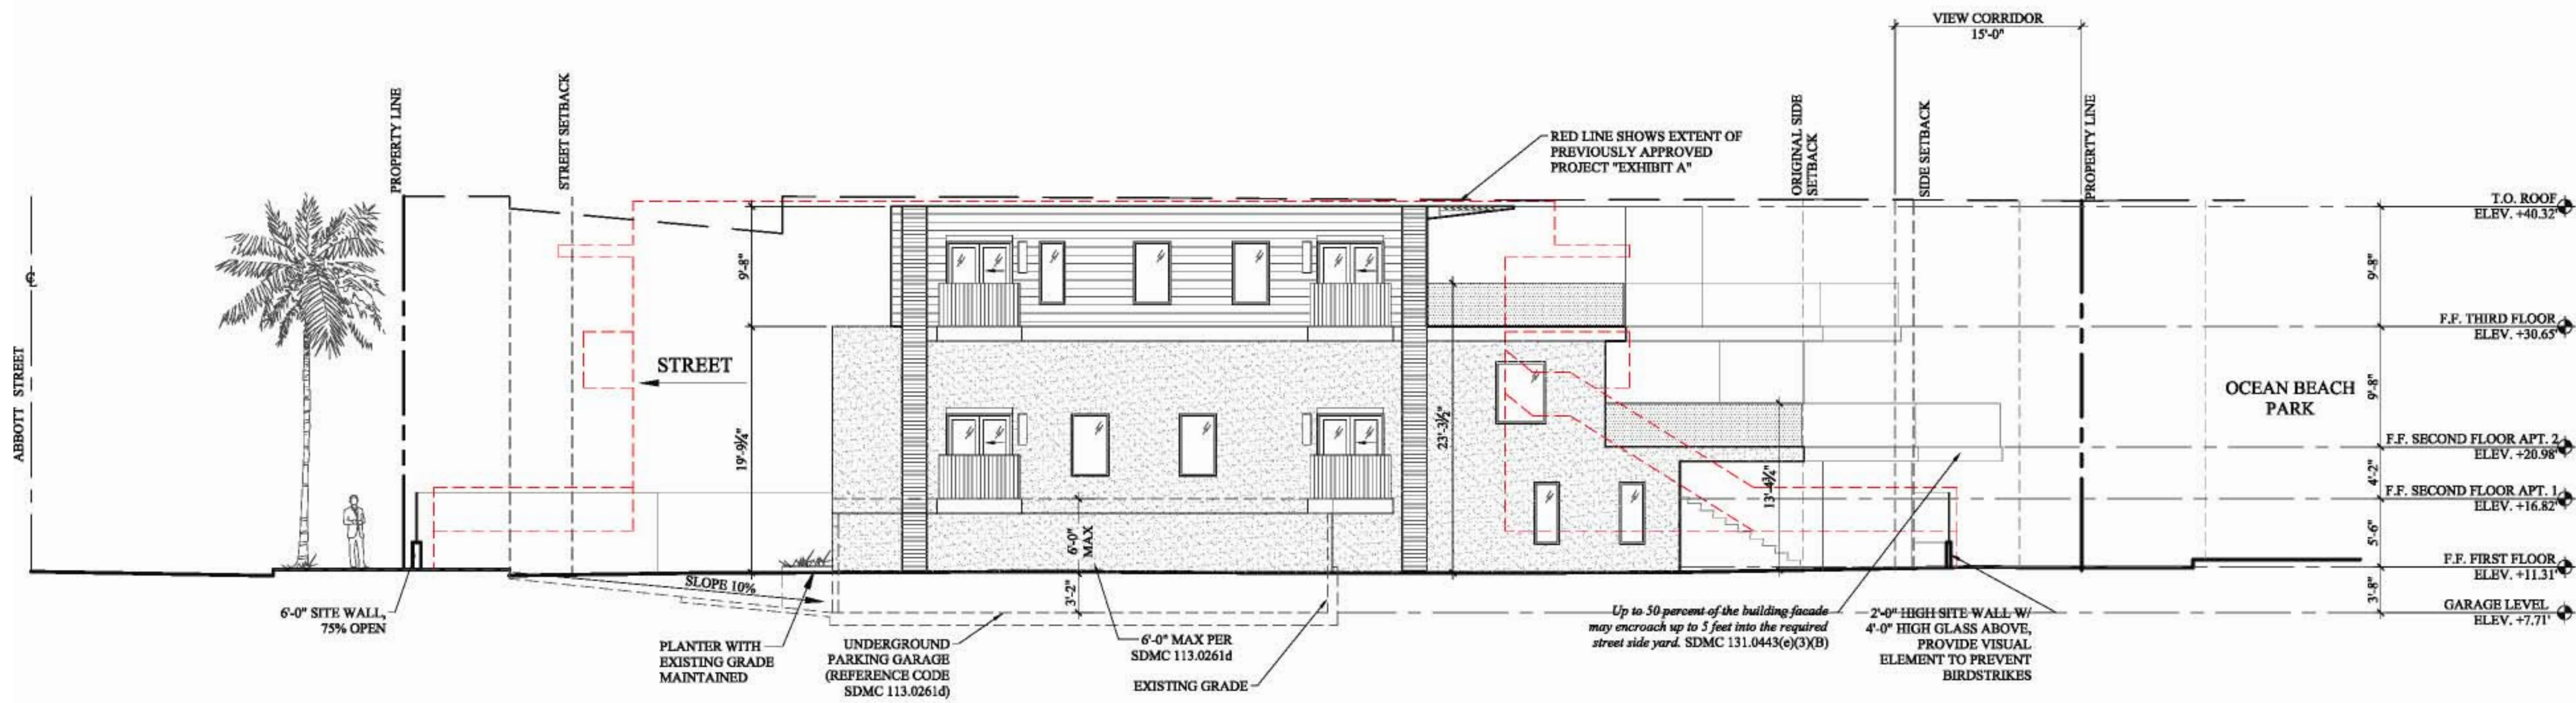 VIEW CORRIDOR
15'-0"
PROPERTY LINE
STREET SETBACK
ORIGINAL SIDE
SETBACK
SIDE SETBACK
PROPERTY LINE
RED LINE SHOWS EXTENT OF
PREVIOUSLY APPROVED
PROJECT "EXHIBIT A"
T.O. ROOF
ELEV. +40.32'
9'-8"
9'-8"
F.F. THIRD FLOOR
ELEV. +30.65'
ABBOTT STREET
STREET
OCEAN BEACH
PARK
9'-8"
19'-9¼"
23'-3½"
13'-4¾"
F.F. SECOND FLOOR APT. 2
ELEV. +20.98'
4'-2"
F.F. SECOND FLOOR APT. 1
ELEV. +16.82'
5'-6"
6'-0"
MAX
F.F. FIRST FLOOR
ELEV. +11.31'
SLOPE 10%
3'-2"
3'-8"
GARAGE LEVEL
ELEV. +7.71'
6'-0" SITE WALL,
75% OPEN
PLANTER WITH
EXISTING GRADE
MAINTAINED
UNDERGROUND
PARKING GARAGE
(REFERENCE CODE
SDMC 113.0261d)
6'-0" MAX PER
SDMC 113.0261d
EXISTING GRADE
Up to 50 percent of the building facade
may encroach up to 5 feet into the required
street side yard. SDMC 131.0443(e)(3)(B)
2'-0" HIGH SITE WALL W/
4'-0" HIGH GLASS ABOVE,
PROVIDE VISUAL
ELEMENT TO PREVENT
BIRDSTRIKES